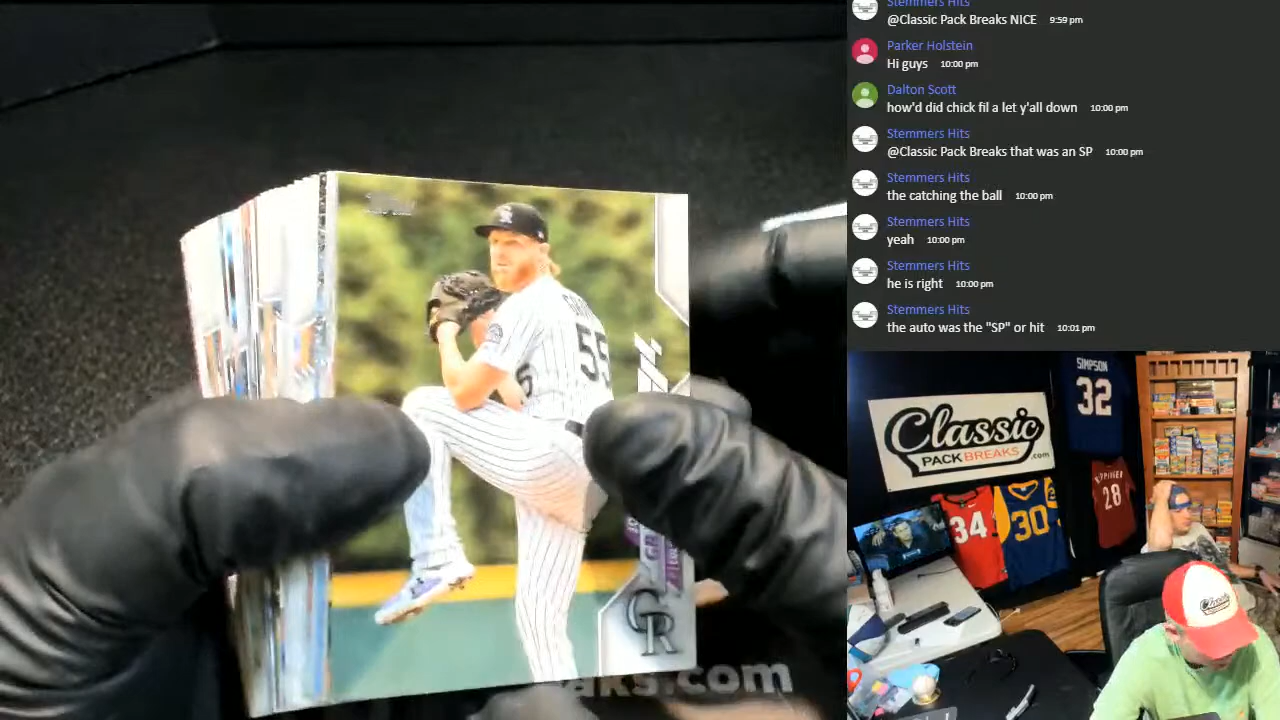 Stemmers Hits
@Classic Pack Breaks NICE 9:59 pm
Parker Holstein
Hi guys 10:00 pm
Dalton Scott
how'd did chick fil a let y'all down 10:00 pm
Stemmers Hits
@Classic Pack Breaks that was an SP 10:00 pm
Stemmers Hits
the catching the ball 10:00 pm
Stemmers Hits
yeah 10:00 pm
Stemmers Hits
he is right 10:00 pm
Stemmers Hits
the auto was the "SP" or hit 10:01 pm
55
CR
aks.com
SIMPSON
32
Classic
PACK BREAKS.com
34
30
28
Classic